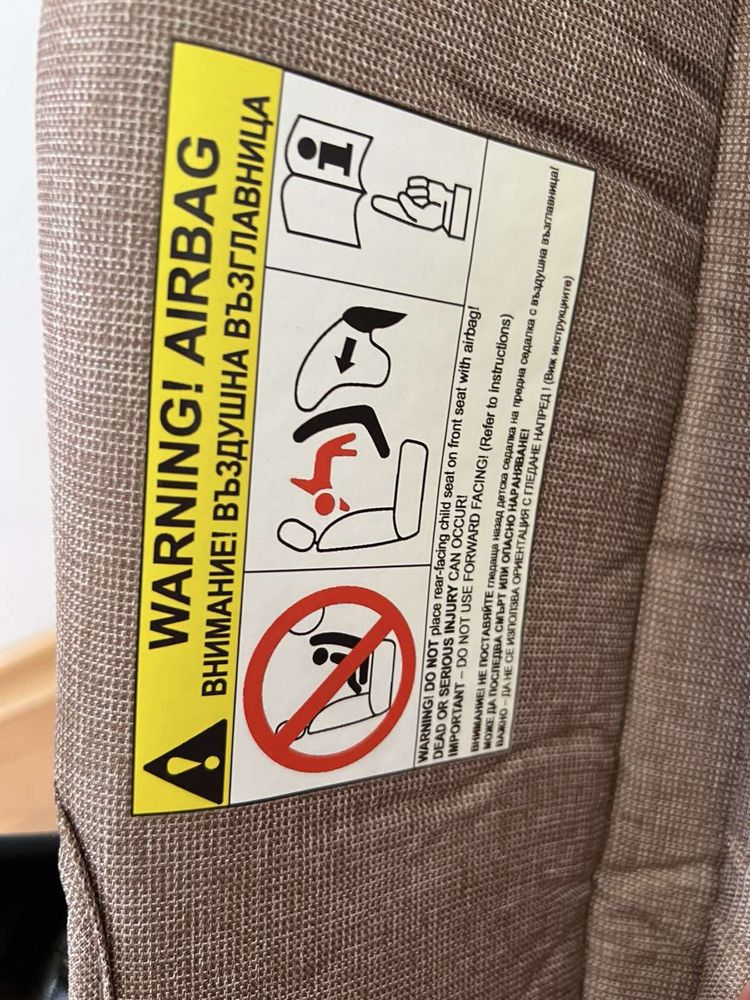 WARNING! AIRBAG
ВНИМАНИЕ! ВЪЗДУШНА ВЪЗГЛАВНИЦА
WARNING! DO NOT place rear-facing child seat on front seat with airbag!
DEAD OR SERIOUS INJURY CAN OCCUR!
IMPORTANT – DO NOT USE FORWARD FACING! (Refer to Instructions)
ВНИМАНИЕ! НЕ ПОСТАВЯЙТЕ гледаща назад детска седалка на предна седалка с въздушна възглавница!
МОЖЕ ДА ПОСЛЕДВА СМЪРТ ИЛИ ОПАСНО НАРАНЯВАНЕ!
ВАЖНО – ДА НЕ СЕ ИЗПОЛЗВА ОРИЕНТАЦИЯ С ГЛЕДАНЕ НАПРЕД ! (Виж инструкциите)